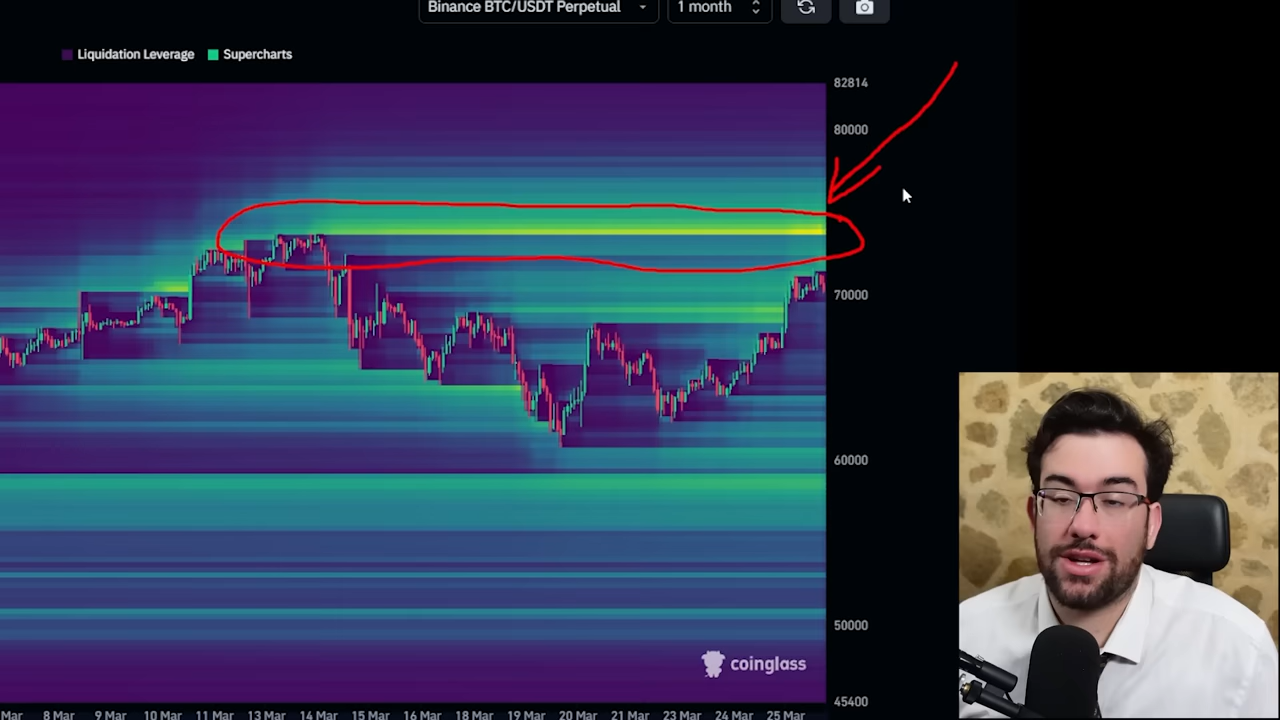 Binance BTC/USDT Perpetual
1 month
Liquidation Leverage
Supercharts
82814
80000
70000
60000
50000
45400
coinglass
Mar 8 Mar 9 Mar 10 Mar 11 Mar 13 Mar 14 Mar 15 Mar 16 Mar 18 Mar 19 Mar 20 Mar 21 Mar 23 Mar 24 Mar 25 Mar